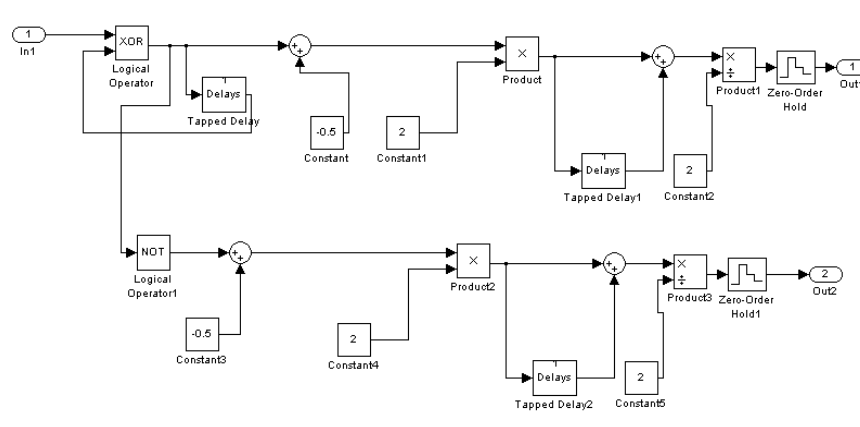 1
In1
XOR
Logical
Operator
Delays
Tapped Delay
-0.5
Constant
2
Constant1
×
Product
Delays
Tapped Delay1
2
Constant2
×
÷
Product1
Zero-Order
Hold
1
NOT
Logical
Operator1
-0.5
Constant3
2
Constant4
×
Product2
Delays
Tapped Delay2
2
Constant5
×
÷
Product3
Zero-Order
Hold1
2
Out2